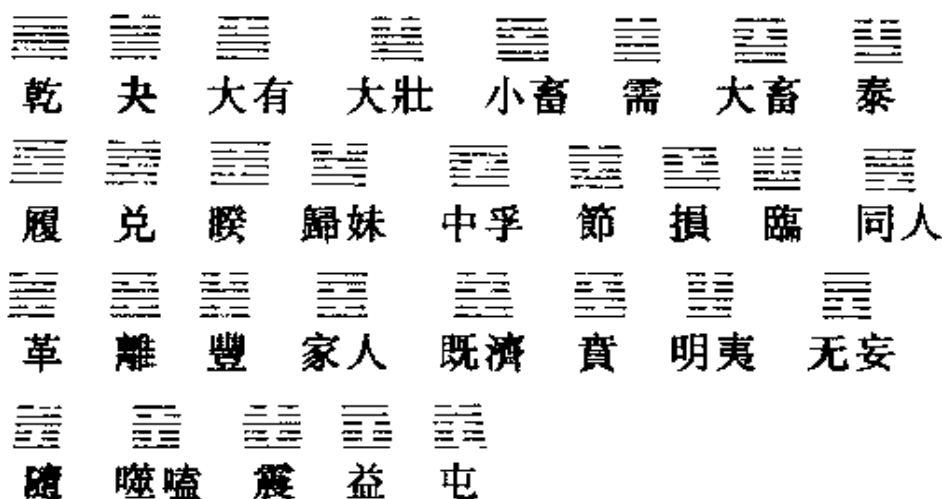 乾 夬 大有 大壯 小畜 需 大畜 泰
履 兑 睽 歸妹 中孚 節 損 臨 同人
革 離 豐 家人 既濟 賁 明夷 无妄
隨 噬嗑 震 益 屯